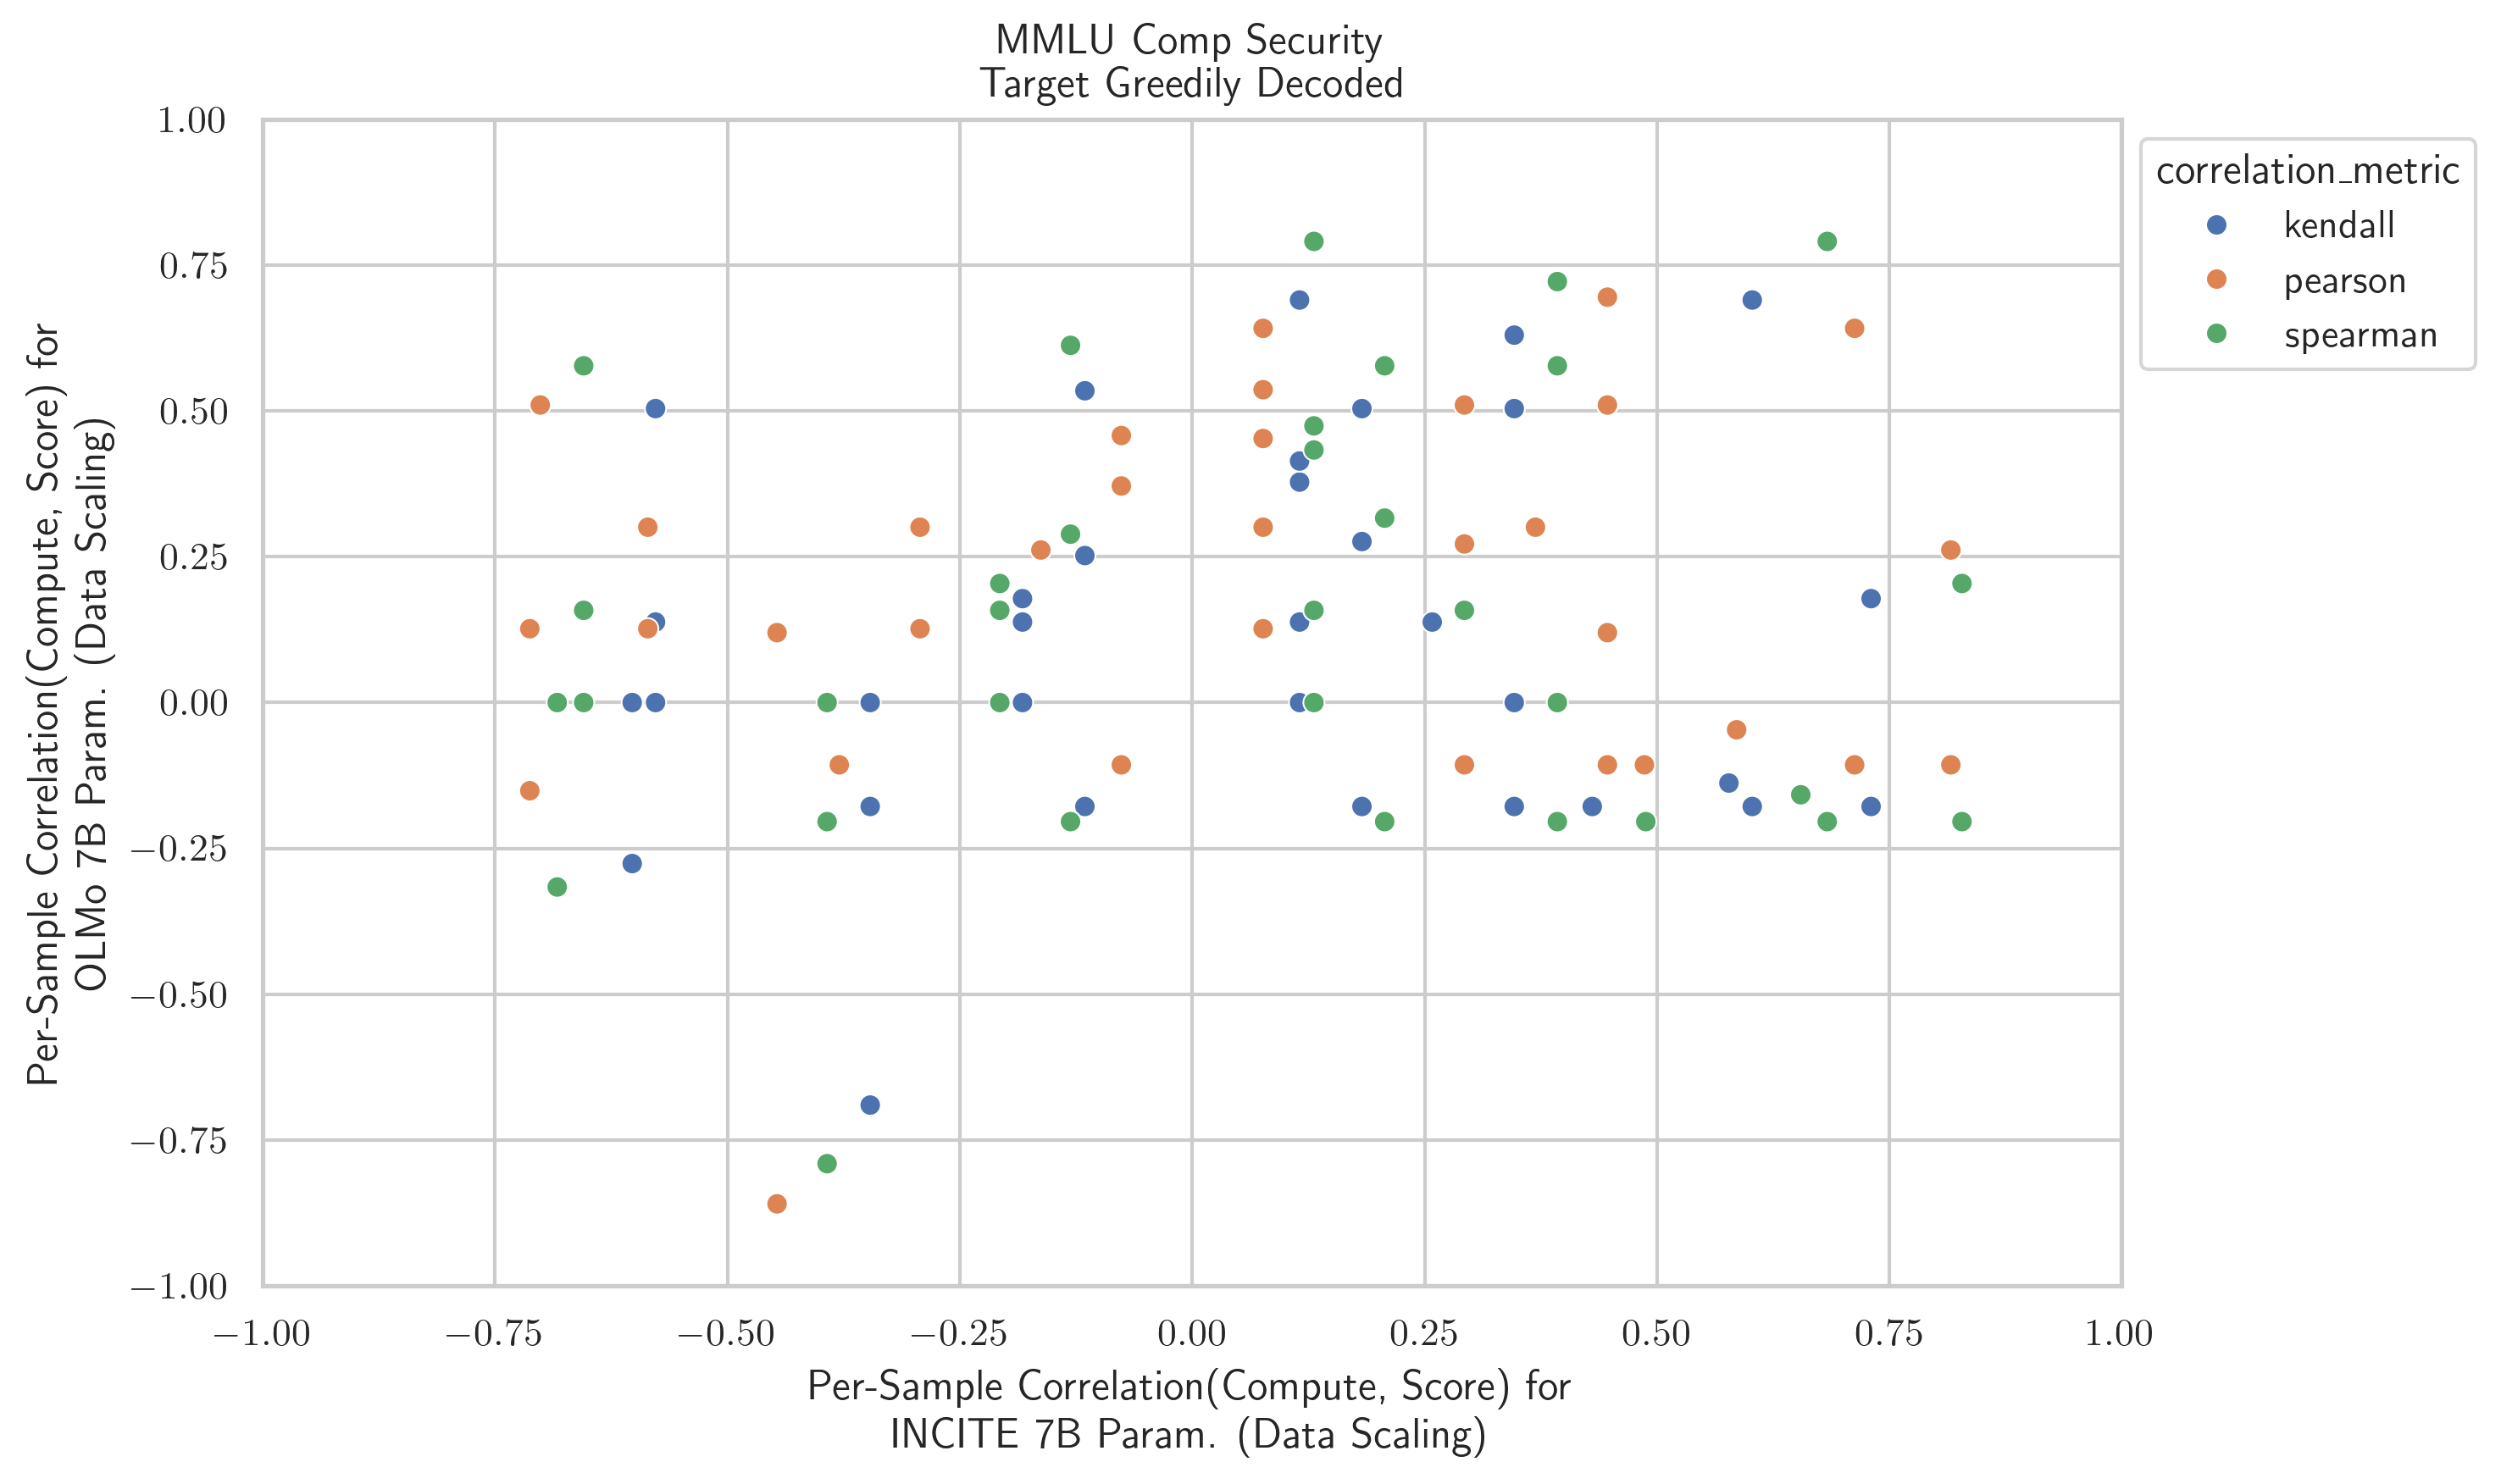 MMLU Comp Security
Target Greedily Decoded
Per-Sample Correlation(Compute, Score) for
OLMo 7B Param. (Data Scaling)
1.00
0.75
0.50
0.25
0.00
−0.25
−0.50
−0.75
−1.00
−1.00 −0.75 −0.50 −0.25 0.00 0.25 0.50 0.75 1.00
Per-Sample Correlation(Compute, Score) for
INCITE 7B Param. (Data Scaling)
correlation_metric
kendall
pearson
spearman